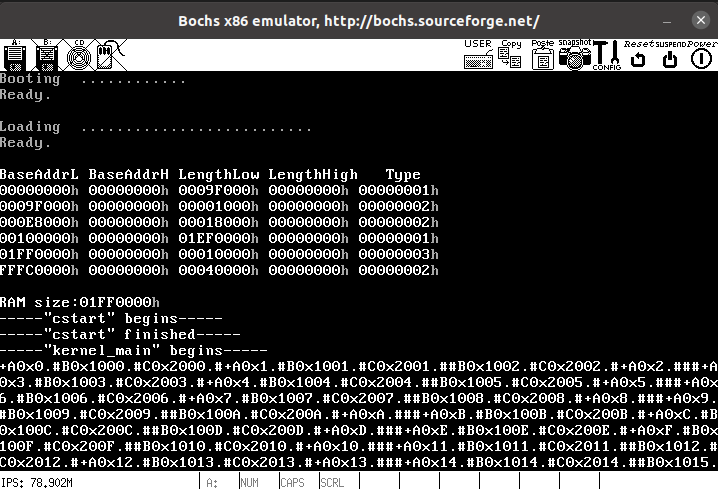 Bochs x86 emulator, http://bochs.sourceforge.net/
A: B: CD USER Copy Paste snapshot CONFIG Reset SUSPEND Power
Booting ............
Ready.
Loading ..........................
Ready.
BaseAddrL BaseAddrH LengthLow LengthHigh Type
00000000h 00000000h 0009F000h 00000000h 00000001h
0009F000h 00000000h 00001000h 00000000h 00000002h
000E8000h 00000000h 00018000h 00000000h 00000002h
00100000h 00000000h 01EF0000h 00000000h 00000001h
01FF0000h 00000000h 00010000h 00000000h 00000003h
FFFC0000h 00000000h 00040000h 00000000h 00000002h
RAM size:01FF0000h
-----"cstart" begins-----
-----"cstart" finished-----
-----"kernel_main" begins-----
+A0x0.#B0x1000.#C0x2000.#+A0x1.#B0x1001.#C0x2001.##B0x1002.#C0x2002.#+A0x2.###+A
0x3.#B0x1003.#C0x2003.#+A0x4.#B0x1004.#C0x2004.##B0x1005.#C0x2005.#+A0x5.###+A0x
6.#B0x1006.#C0x2006.#+A0x7.#B0x1007.#C0x2007.##B0x1008.#C0x2008.#+A0x8.###+A0x9.
#B0x1009.#C0x2009.##B0x100A.#C0x200A.#+A0xA.###+A0xB.#B0x100B.#C0x200B.#+A0xC.#B
0x100C.#C0x200C.##B0x100D.#C0x200D.#+A0xD.###+A0xE.#B0x100E.#C0x200E.#+A0xF.#B0x
100F.#C0x200F.##B0x1010.#C0x2010.#+A0x10.###+A0x11.#B0x1011.#C0x2011.##B0x1012.#
C0x2012.#+A0x12.#B0x1013.#C0x2013.#+A0x13.###+A0x14.#B0x1014.#C0x2014.##B0x1015.
IPS: 78.902M A: NUM CAPS SCRL